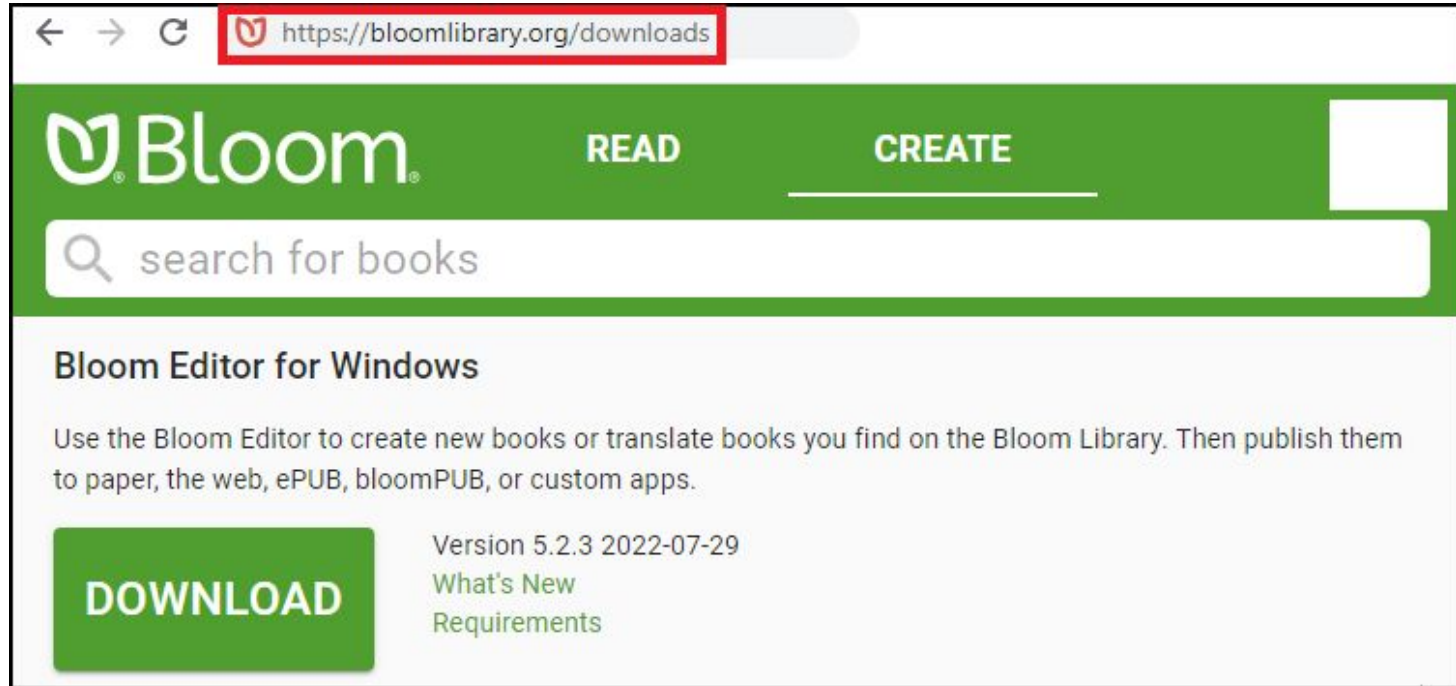 https://bloomlibrary.org/downloads
Bloom
READ
CREATE
search for books
Bloom Editor for Windows
Use the Bloom Editor to create new books or translate books you find on the Bloom Library. Then publish them
to paper, the web, ePUB, bloomPUB, or custom apps.
DOWNLOAD
Version 5.2.3 2022-07-29
What's New
Requirements